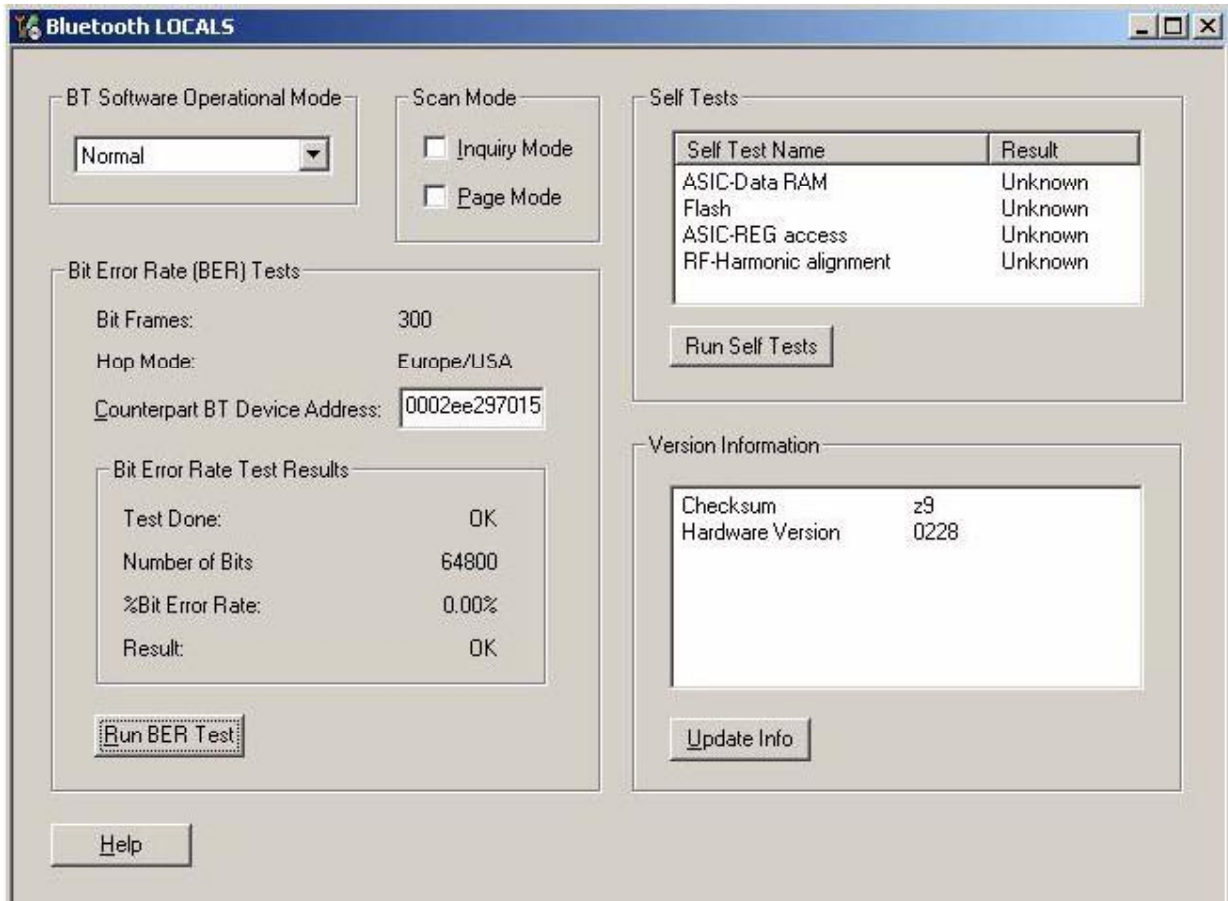 Bluetooth LOCALS
BT Software Operational Mode
Normal
Scan Mode
Inquiry Mode
Page Mode
Bit Error Rate (BER) Tests
Bit Frames: 300
Hop Mode: Europe/USA
Counterpart BT Device Address: 0002ee297015
Bit Error Rate Test Results
Test Done: OK
Number of Bits 64800
%Bit Error Rate: 0.00%
Result: OK
Run BER Test
Help
Self Tests
Self Test Name Result
ASIC-Data RAM Unknown
Flash Unknown
ASIC-REG access Unknown
RF-Harmonic alignment Unknown
Run Self Tests
Version Information
Checksum z9
Hardware Version 0228
Update Info